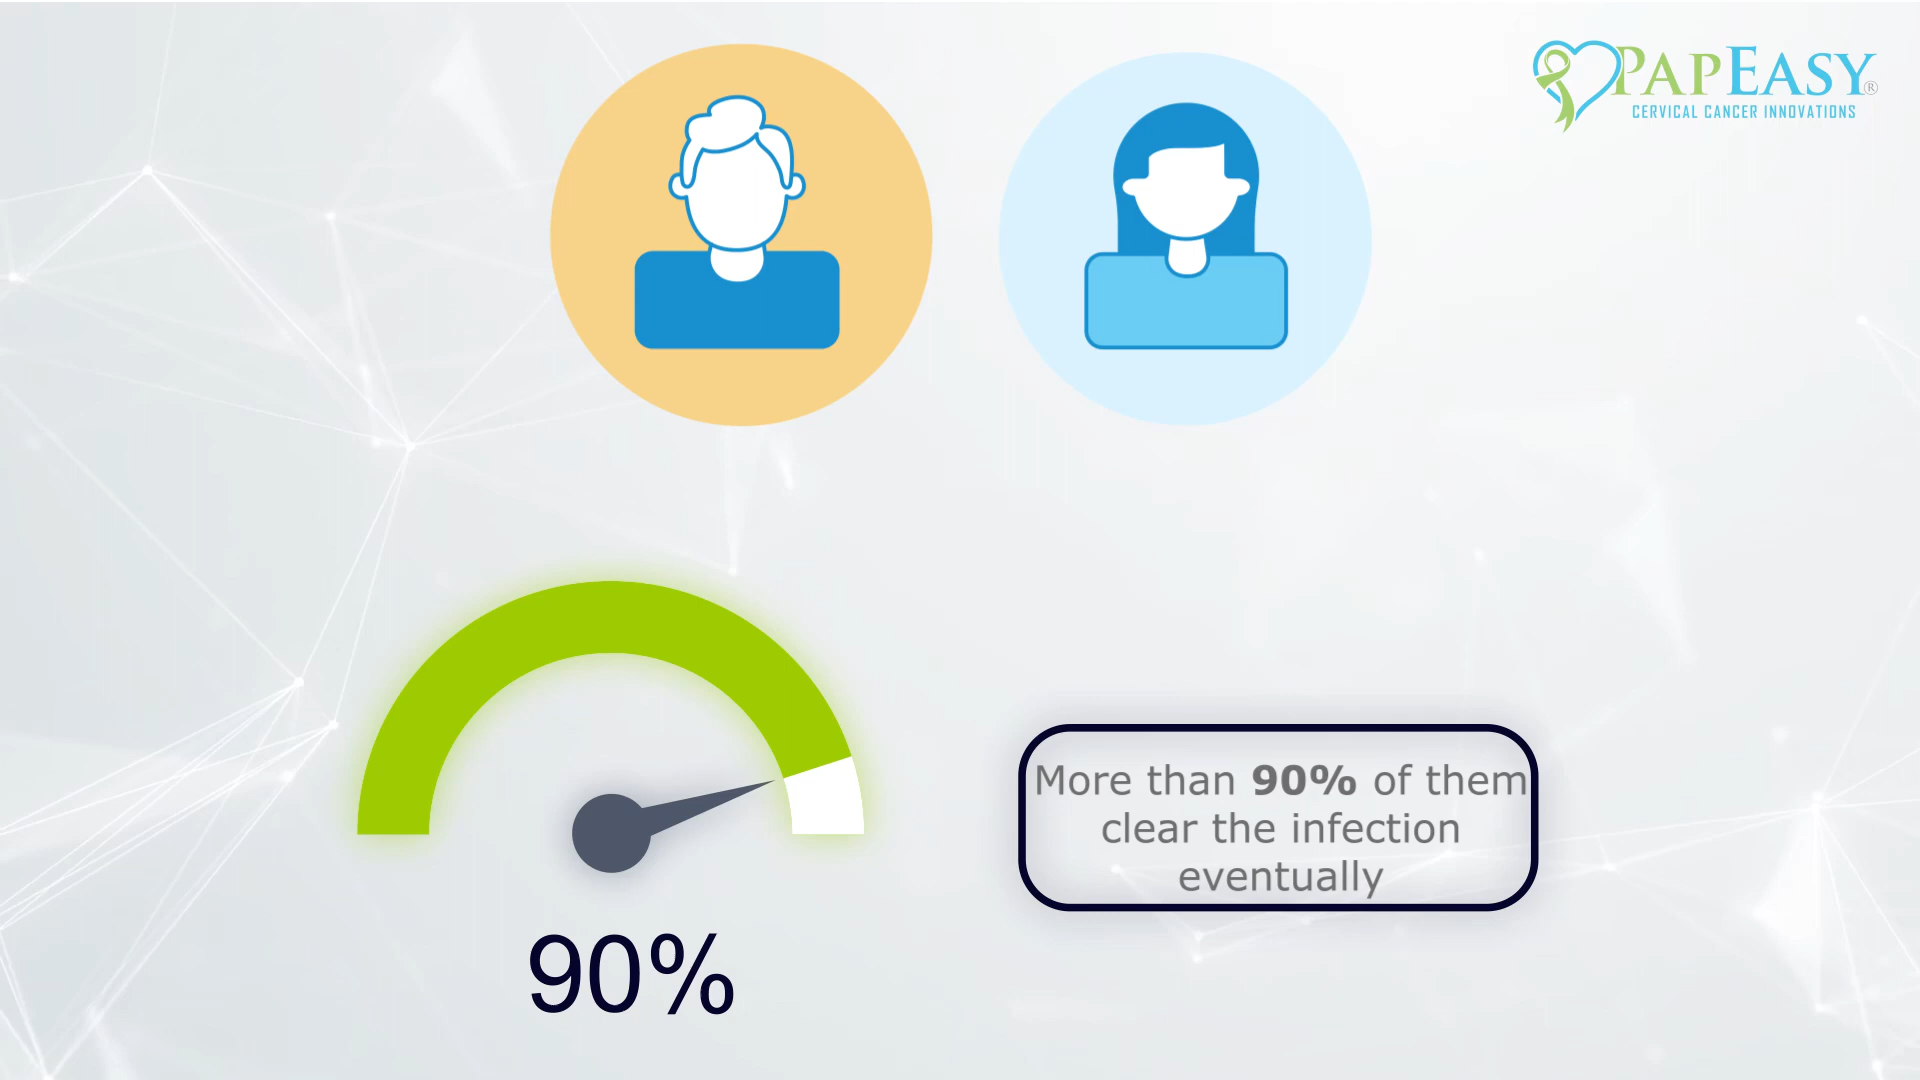 PAPEASY®
CERVICAL CANCER INNOVATIONS
More than 90% of them
clear the infection
eventually
90%